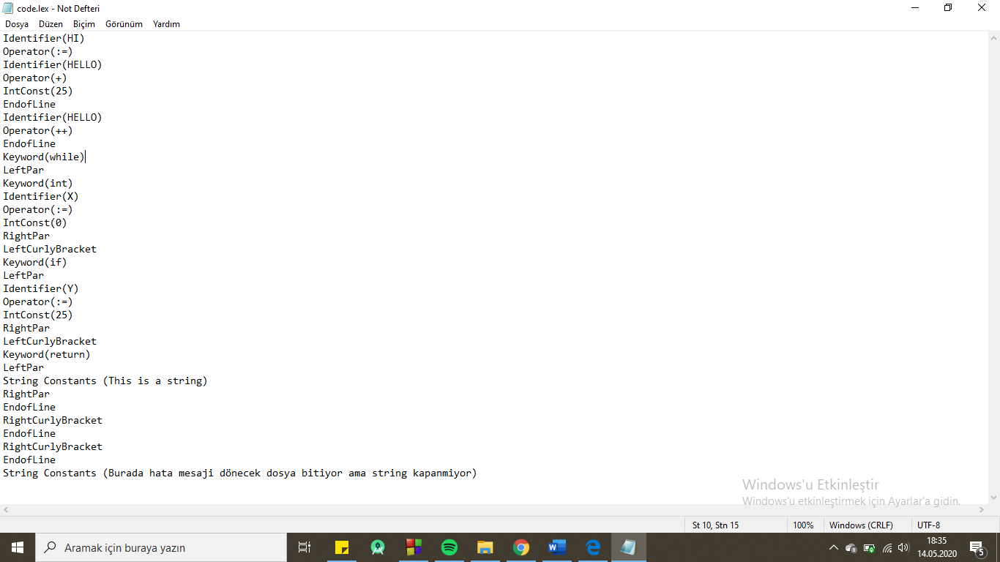 code.lex - Not Defteri
Dosya Düzen Biçim Görünüm Yardım
Identifier(HI)
Operator(:=)
Identifier(HELLO)
Operator(+)
IntConst(25)
EndofLine
Identifier(HELLO)
Operator(++)
EndofLine
Keyword(while)
LeftPar
Keyword(int)
Identifier(X)
Operator(:=)
IntConst(0)
RightPar
LeftCurlyBracket
Keyword(if)
LeftPar
Identifier(Y)
Operator(:=)
IntConst(25)
RightPar
LeftCurlyBracket
Keyword(return)
LeftPar
String Constants (This is a string)
RightPar
EndofLine
RightCurlyBracket
EndofLine
RightCurlyBracket
EndofLine
String Constants (Burada hata mesaji dönecek dosya bitiyor ama string kapanmiyor)
Windows'u Etkinleştir
Windows'u etkinleştirmek için Ayarlar'a gidin.
St 10, Stn 15 100% Windows (CRLF) UTF-8
Aramak için buraya yazın
18:35
14.05.2020
5